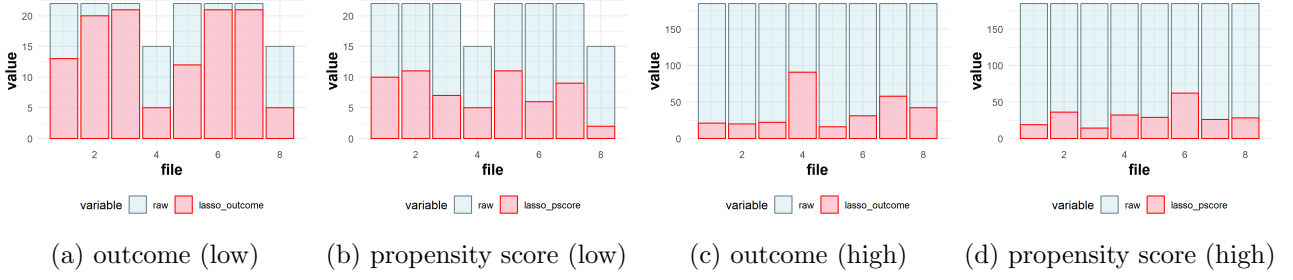 value
20
15
10
5
0
2
4
6
8
file
variable raw lasso_outcome
(a) outcome (low)
value
20
15
10
5
0
2
4
6
8
file
variable raw lasso_pscore
(b) propensity score (low)
value
150
100
50
0
2
4
6
8
file
variable raw lasso_outcome
(c) outcome (high)
value
150
100
50
0
2
4
6
8
file
variable raw lasso_pscore
(d) propensity score (high)